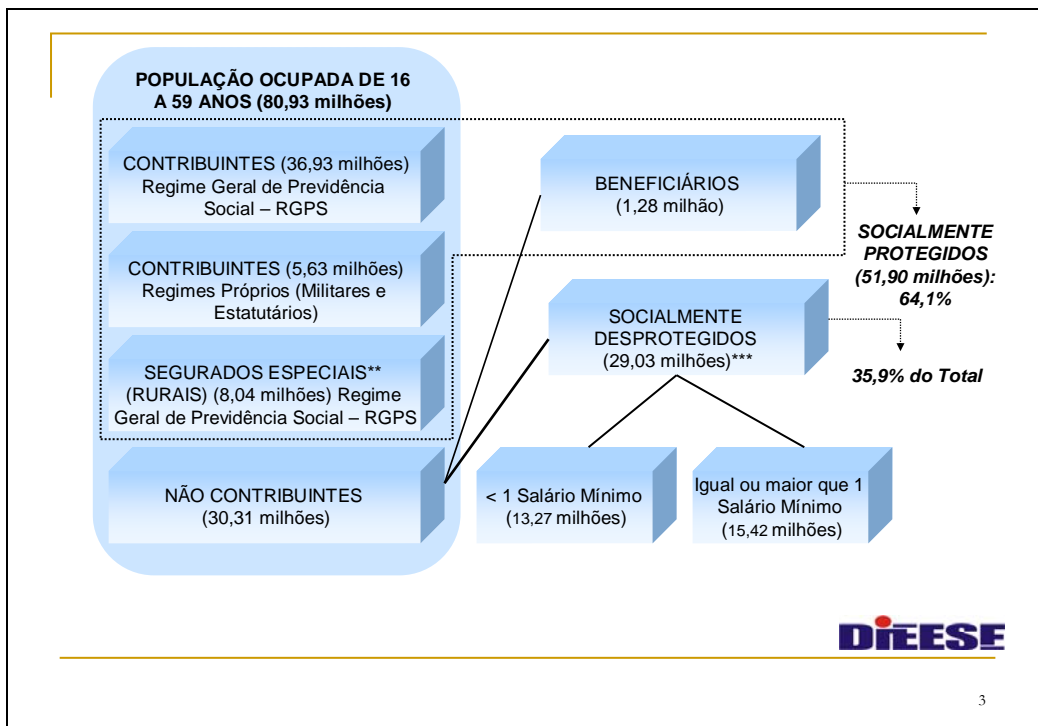 POPULAÇÃO OCUPADA DE 16
A 59 ANOS (80,93 milhões)
CONTRIBUINTES (36,93 milhões)
Regime Geral de Previdência
Social – RGPS
CONTRIBUINTES (5,63 milhões)
Regimes Próprios (Militares e
Estatutários)
SEGURADOS ESPECIAIS**
(RURAIS) (8,04 milhões) Regime
Geral de Previdência Social – RGPS
NÃO CONTRIBUINTES
(30,31 milhões)
BENEFICIÁRIOS
(1,28 milhão)
SOCIALMENTE
PROTEGIDOS
(51,90 milhões):
64,1%
SOCIALMENTE
DESPROTEGIDOS
(29,03 milhões)***
35,9% do Total
< 1 Salário Mínimo
(13,27 milhões)
Igual ou maior que 1
Salário Mínimo
(15,42 milhões)
DIEESE
3